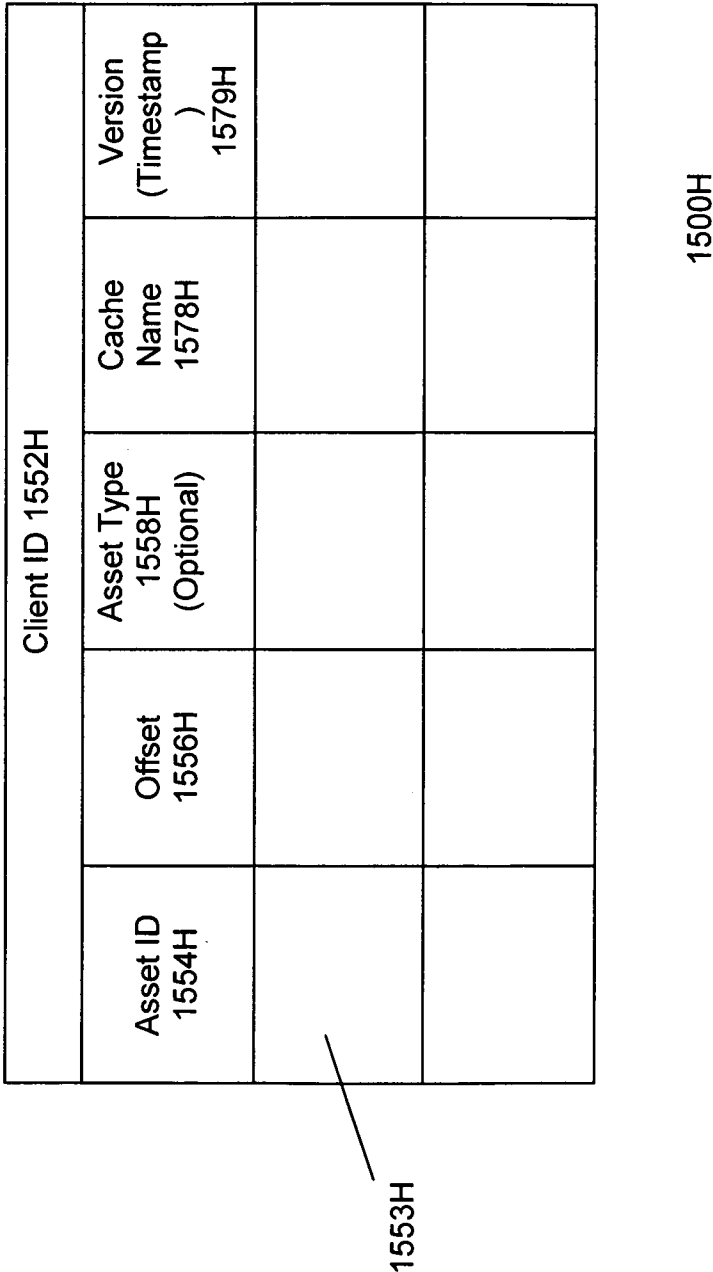 Client ID 1552H
Asset ID
1554H
Offset
1556H
Asset Type
1558H
(Optional)
Cache
Name
1578H
Version
(Timestamp
)
1579H
1553H
1500H